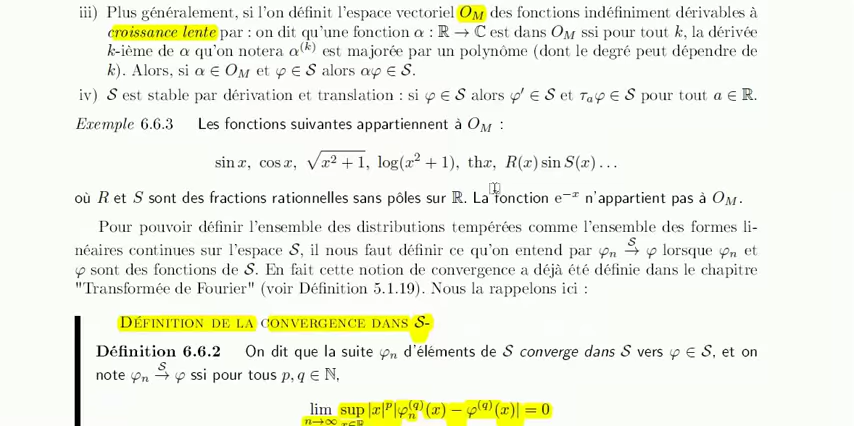 iii) Plus généralement, si l'on définit l'espace vectoriel O_M des fonctions indéfiniment dérivables à
croissance lente par : on dit qu'une fonction α : ℝ → ℂ est dans O_M ssi pour tout k, la dérivée
k-ième de α qu'on notera α^(k) est majorée par un polynôme (dont le degré peut dépendre de
k). Alors, si α ∈ O_M et φ ∈ 𝒮 alors αφ ∈ 𝒮.
iv) 𝒮 est stable par dérivation et translation : si φ ∈ 𝒮 alors φ′ ∈ 𝒮 et τ_aφ ∈ 𝒮 pour tout a ∈ ℝ.
Exemple 6.6.3 Les fonctions suivantes appartiennent à O_M :
sin x, cos x, √(x² + 1), log(x² + 1), thx, R(x) sin S(x) . . .
où R et S sont des fractions rationnelles sans pôles sur ℝ. La fonction e^−x n'appartient pas à O_M.
Pour pouvoir définir l'ensemble des distributions tempérées comme l'ensemble des formes li-
néaires continues sur l'espace 𝒮, il nous faut définir ce qu'on entend par φ_n →^𝒮 φ lorsque φ_n et
φ sont des fonctions de 𝒮. En fait cette notion de convergence a déjà été définie dans le chapitre
"Transformée de Fourier" (voir Définition 5.1.19). Nous la rappelons ici :
Définition de la convergence dans 𝒮-
Définition 6.6.2 On dit que la suite φ_n d'éléments de 𝒮 converge dans 𝒮 vers φ ∈ 𝒮, et on
note φ_n →^𝒮 φ ssi pour tous p, q ∈ ℕ,
lim_{n→∞} sup_{x∈ℝ} |x|^p |φ_n^(q)(x) − φ^(q)(x)| = 0